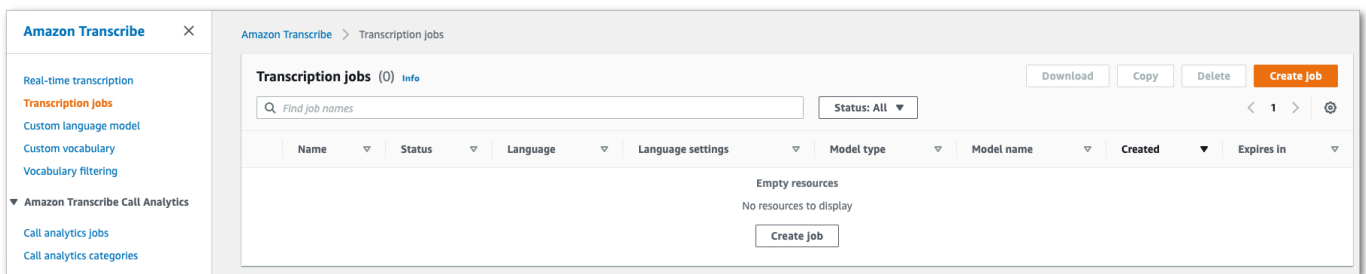 Amazon Transcribe
Real-time transcription
Transcription jobs
Custom language model
Custom vocabulary
Vocabulary filtering
Amazon Transcribe Call Analytics
Call analytics jobs
Call analytics categories
Amazon Transcribe > Transcription jobs
Transcription jobs (0) Info
Download Copy Delete Create job
Find job names Status: All
1
Name Status Language Language settings Model type Model name Created Expires in
Empty resources
No resources to display
Create job